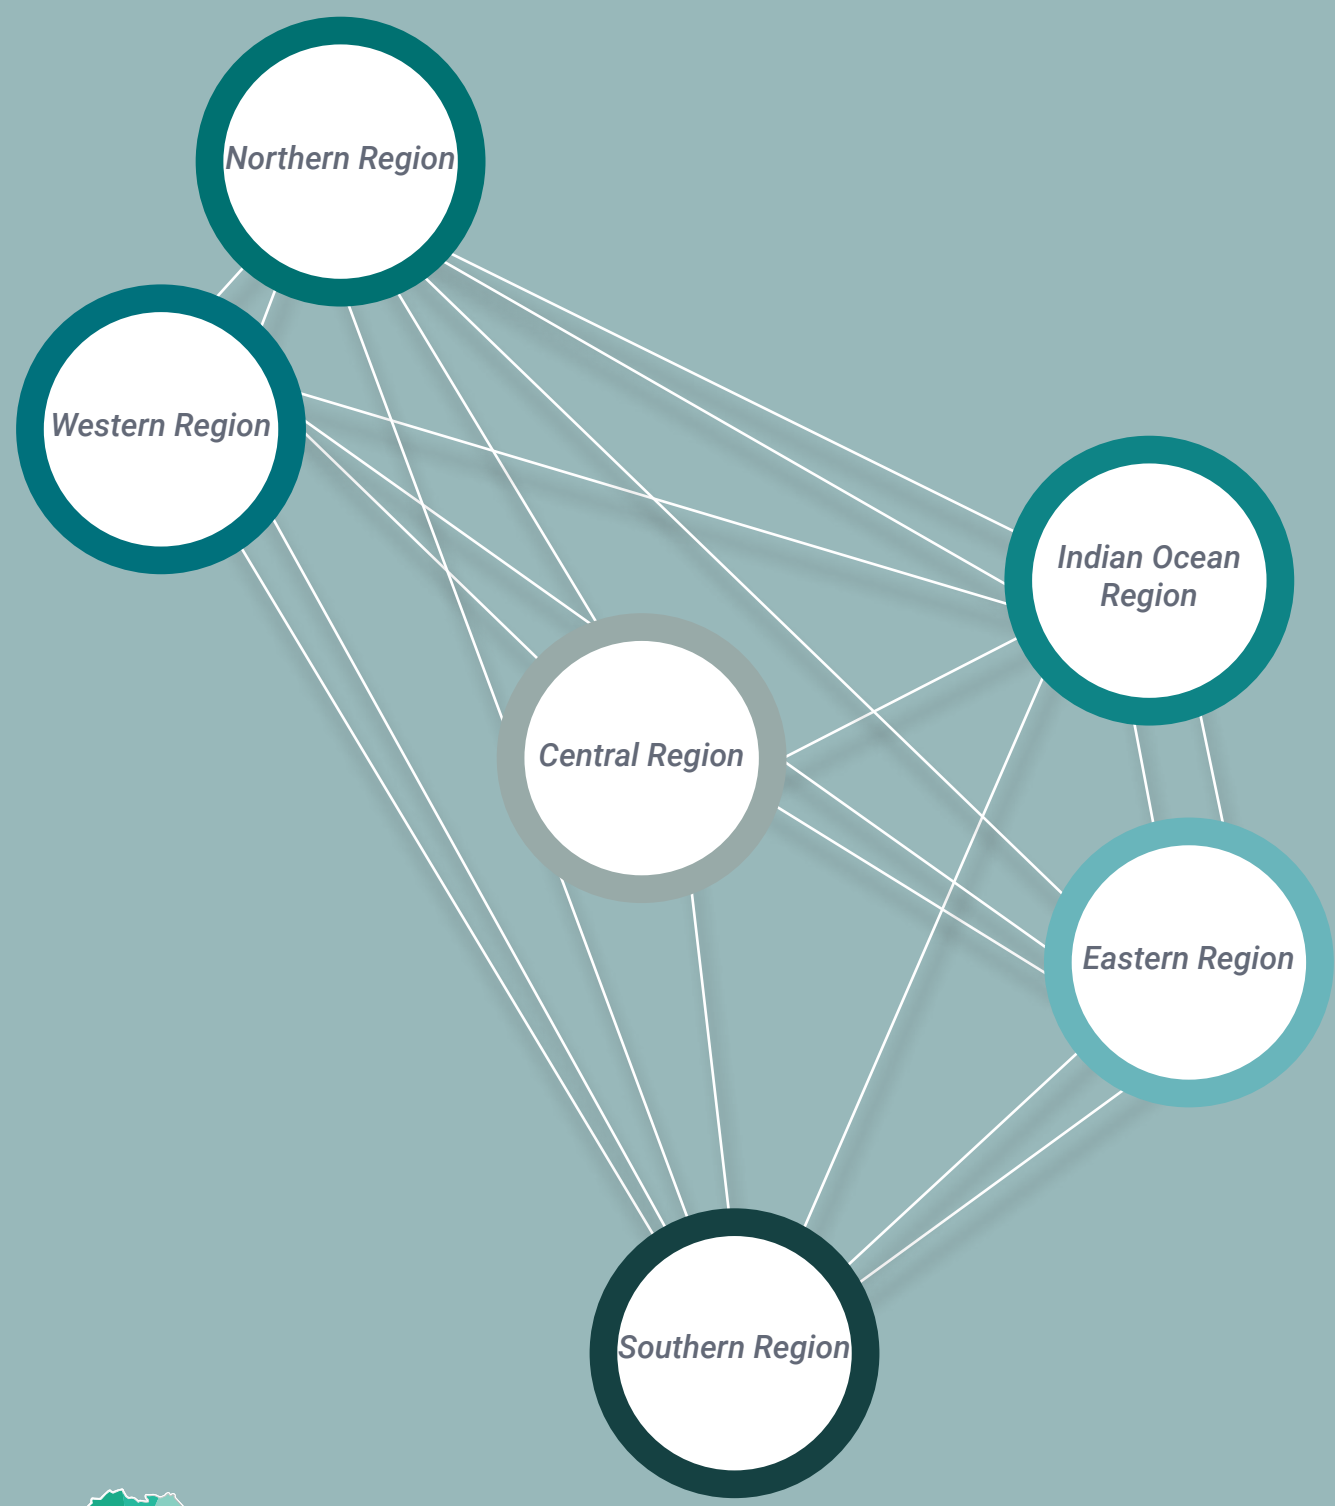 Northern Region
Western Region
Indian Ocean
Region
Central Region
Eastern Region
Southern Region